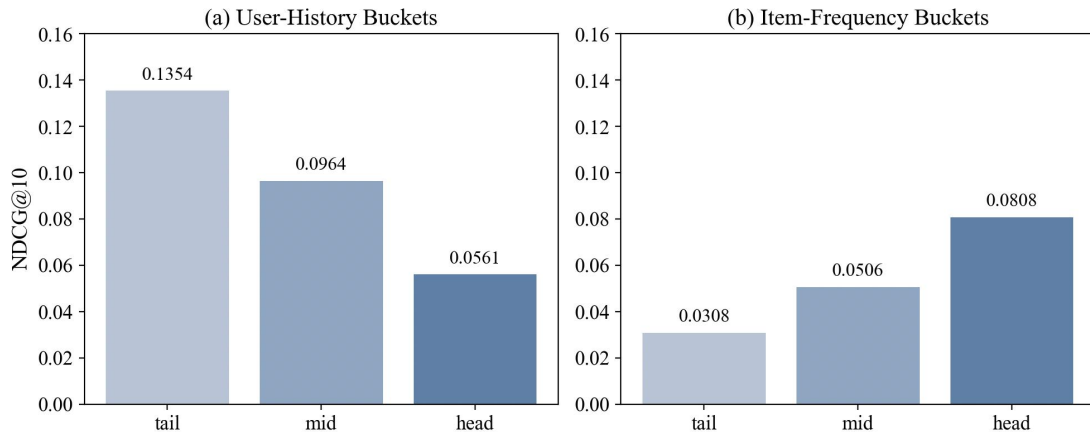 (a) User-History Buckets
NDCG@10
0.16
0.14
0.12
0.10
0.08
0.06
0.04
0.02
0.00
0.1354
0.0964
0.0561
tail
mid
head
(b) Item-Frequency Buckets
0.16
0.14
0.12
0.10
0.08
0.06
0.04
0.02
0.00
0.0308
0.0506
0.0808
tail
mid
head